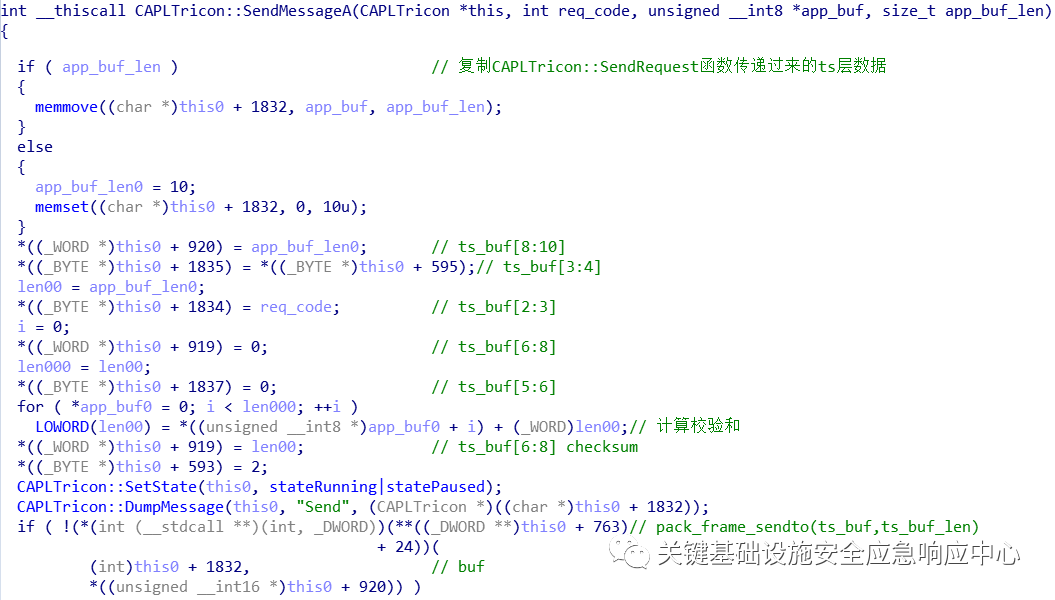 int __thiscall CAPLTricon::SendMessageA(CAPLTricon *this, int req_code, unsigned __int8 *app_buf, size_t app_buf_len)
{
if ( app_buf_len ) // 复制CAPLTricon::SendRequest函数传递过来的ts层数据
{
memmove((char *)this0 + 1832, app_buf, app_buf_len);
}
else
{
app_buf_len0 = 10;
memset((char *)this0 + 1832, 0, 10u);
}
*((_WORD *)this0 + 920) = app_buf_len0; // ts_buf[8:10]
*((_BYTE *)this0 + 1835) = *((_BYTE *)this0 + 595);// ts_buf[3:4]
len00 = app_buf_len0;
*((_BYTE *)this0 + 1834) = req_code; // ts_buf[2:3]
i = 0;
*((_WORD *)this0 + 919) = 0; // ts_buf[6:8]
len000 = len00;
*((_BYTE *)this0 + 1837) = 0; // ts_buf[5:6]
for ( *app_buf0 = 0; i < len000; ++i )
LOWORD(len00) = *((unsigned __int8 *)app_buf0 + i) + (_WORD)len00;// 计算校验和
*((_WORD *)this0 + 919) = len00; // ts_buf[6:8] checksum
*((_BYTE *)this0 + 593) = 2;
CAPLTricon::SetState(this0, stateRunning|statePaused);
CAPLTricon::DumpMessage(this0, "Send", (CAPLTricon *)((char *)this0 + 1832));
if ( !(*(int (__stdcall **)(int, _DWORD))(**((_DWORD **)this0 + 763)// pack_frame_sendto(ts_buf,ts_buf_len)
+ 24))(
(int)this0 + 1832, // buf
*((unsigned __int16 *)this0 + 920)) )
关键基础设施安全应急响应中心